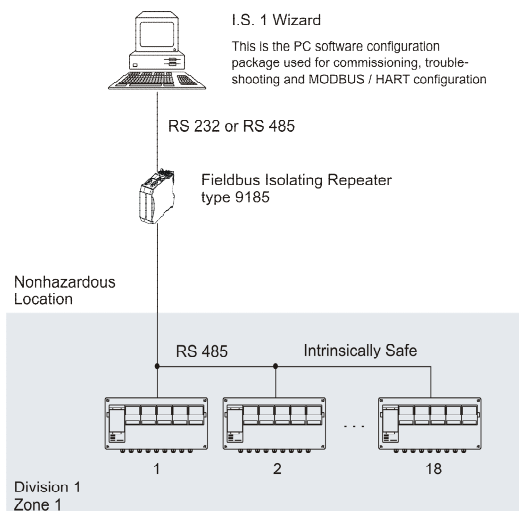 I.S. 1 Wizard
This is the PC software configuration
package used for commissioning, trouble-
shooting and MODBUS / HART configuration
RS 232 or RS 485
Fieldbus Isolating Repeater
type 9185
Nonhazardous
Location
RS 485
Intrinsically Safe
. . .
1
2
18
Division 1
Zone 1